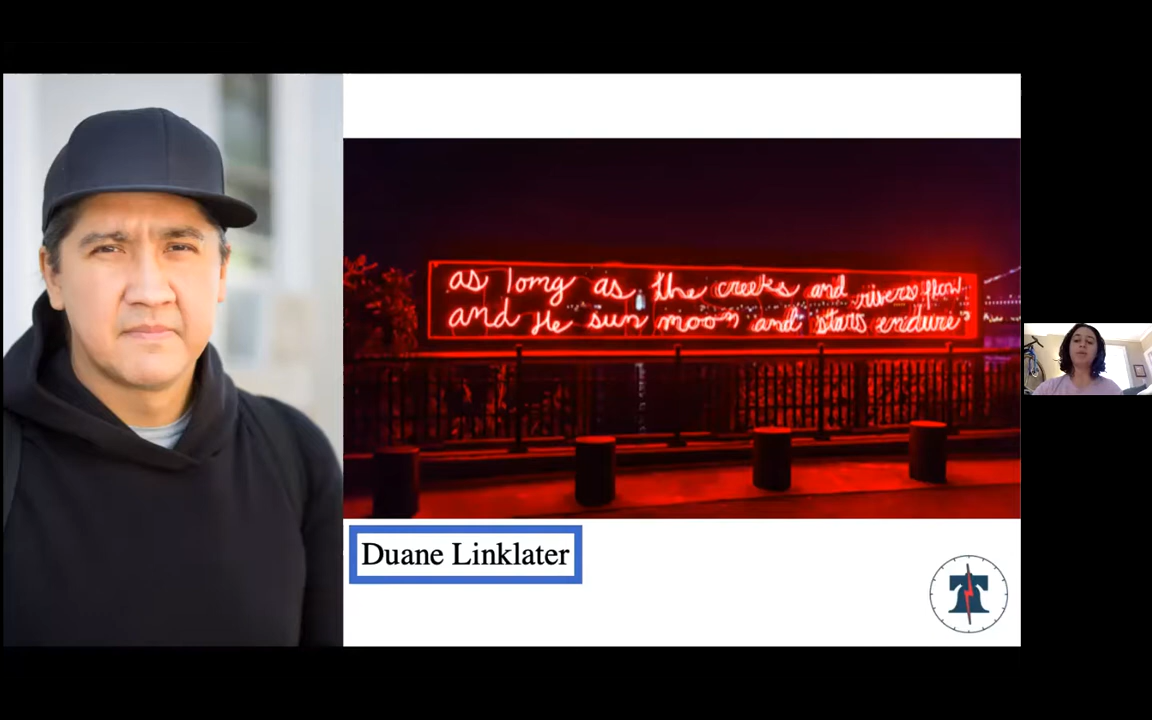 as long as the creeks and rivers flow
and the sun moon and stars endure
Duane Linklater